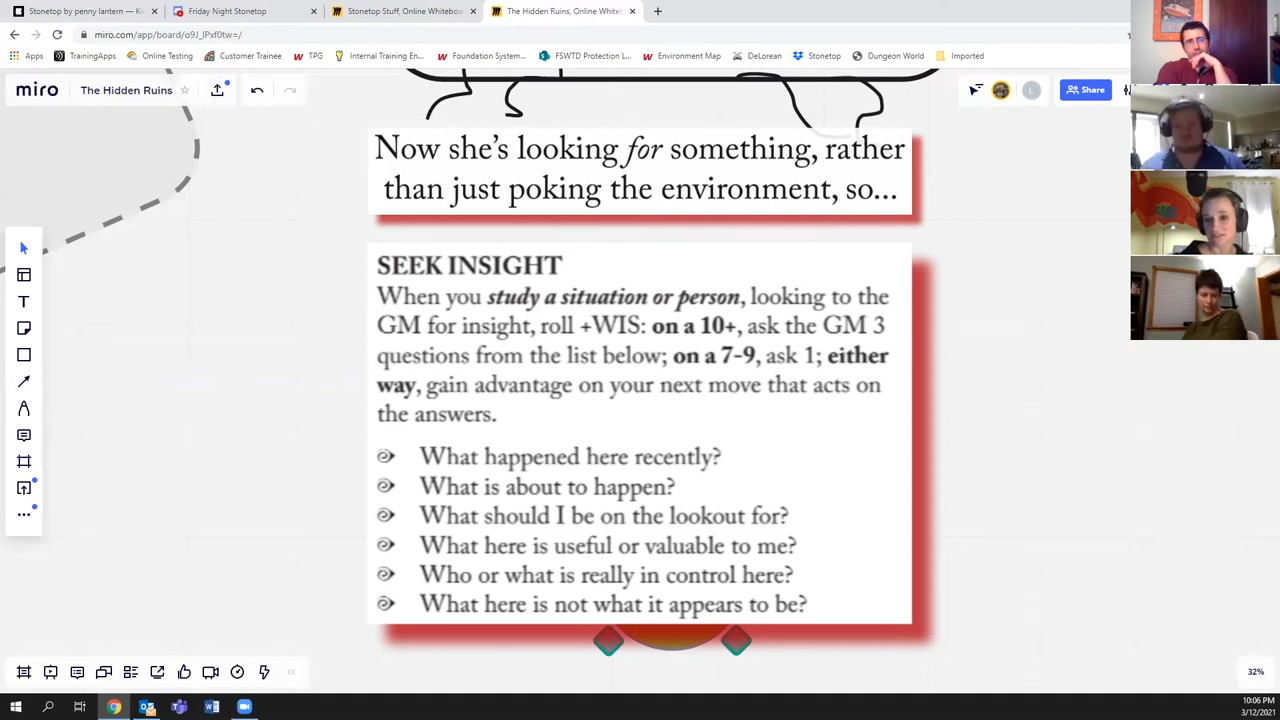 Stonetop by penny lantern — Ki
Friday Night Stonetop
Stonetop Stuff, Online Whiteboa
The Hidden Ruins, Online Whitel
miro.com/app/board/o9J_lPxf0tw=/
Apps
TrainingApps
Online Testing
Customer Trainee
TPG
Internal Training En...
Foundation System...
FSWTD Protection L...
Environment Map
DeLorean
Stonetop
Dungeon World
Imported
miro
The Hidden Ruins
L
Share
Now she's looking for something, rather
than just poking the environment, so...
SEEK INSIGHT
When you study a situation or person, looking to the
GM for insight, roll +WIS: on a 10+, ask the GM 3
questions from the list below; on a 7-9, ask 1; either
way, gain advantage on your next move that acts on
the answers.
What happened here recently?
What is about to happen?
What should I be on the lookout for?
What here is useful or valuable to me?
Who or what is really in control here?
What here is not what it appears to be?
32%
10:06 PM
3/12/2021